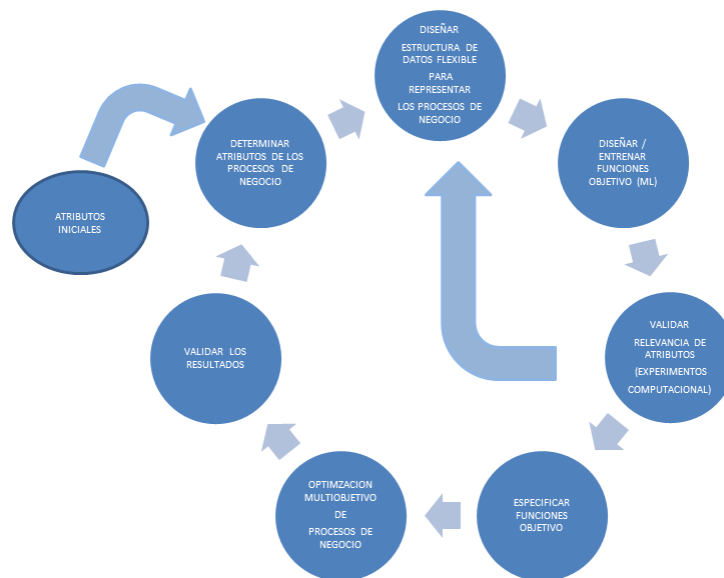 DISEÑAR
ESTRUCTURA DE
DATOS FLEXIBLE
PARA
REPRESENTAR
LOS PROCESOS DE
NEGOCIO
DETERMINAR
ATRIBUTOS DE LOS
PROCESOS DE
NEGOCIO
DISEÑAR /
ENTRENAR
FUNCIONES
OBJETIVO (ML)
ATRIBUTOS
INICIALES
VALIDAR
RELEVANCIA DE
ATRIBUTOS
(EXPERIMENTOS
COMPUTACIONAL)
VALIDAR LOS
RESULTADOS
ESPECIFICAR
FUNCIONES
OBJETIVO
OPTIMZACION
MULTIOBJETIVO
DE
PROCESOS DE
NEGOCIO